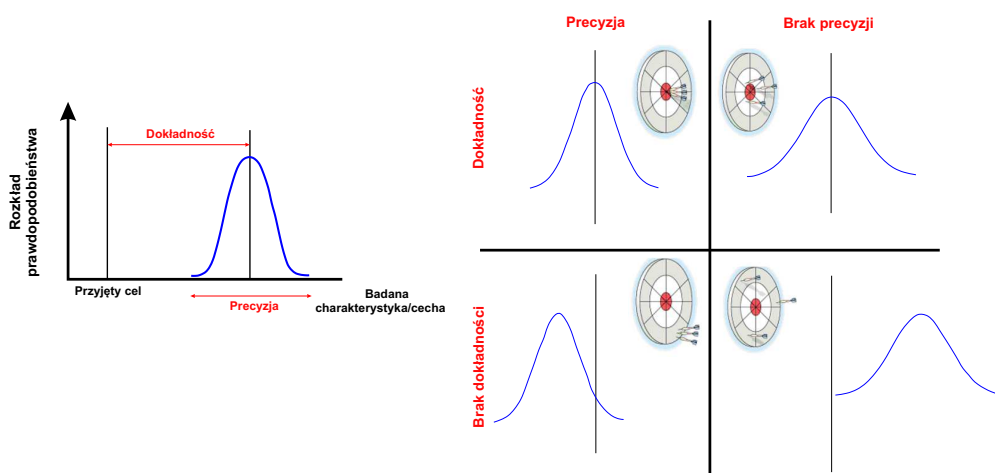 Rozkład
prawdopodobieństwa
Dokładność
Przyjęty cel
Precyzja
Badana
charakterystyka/cecha
Precyzja
Brak precyzji
Dokładność
Brak dokładności